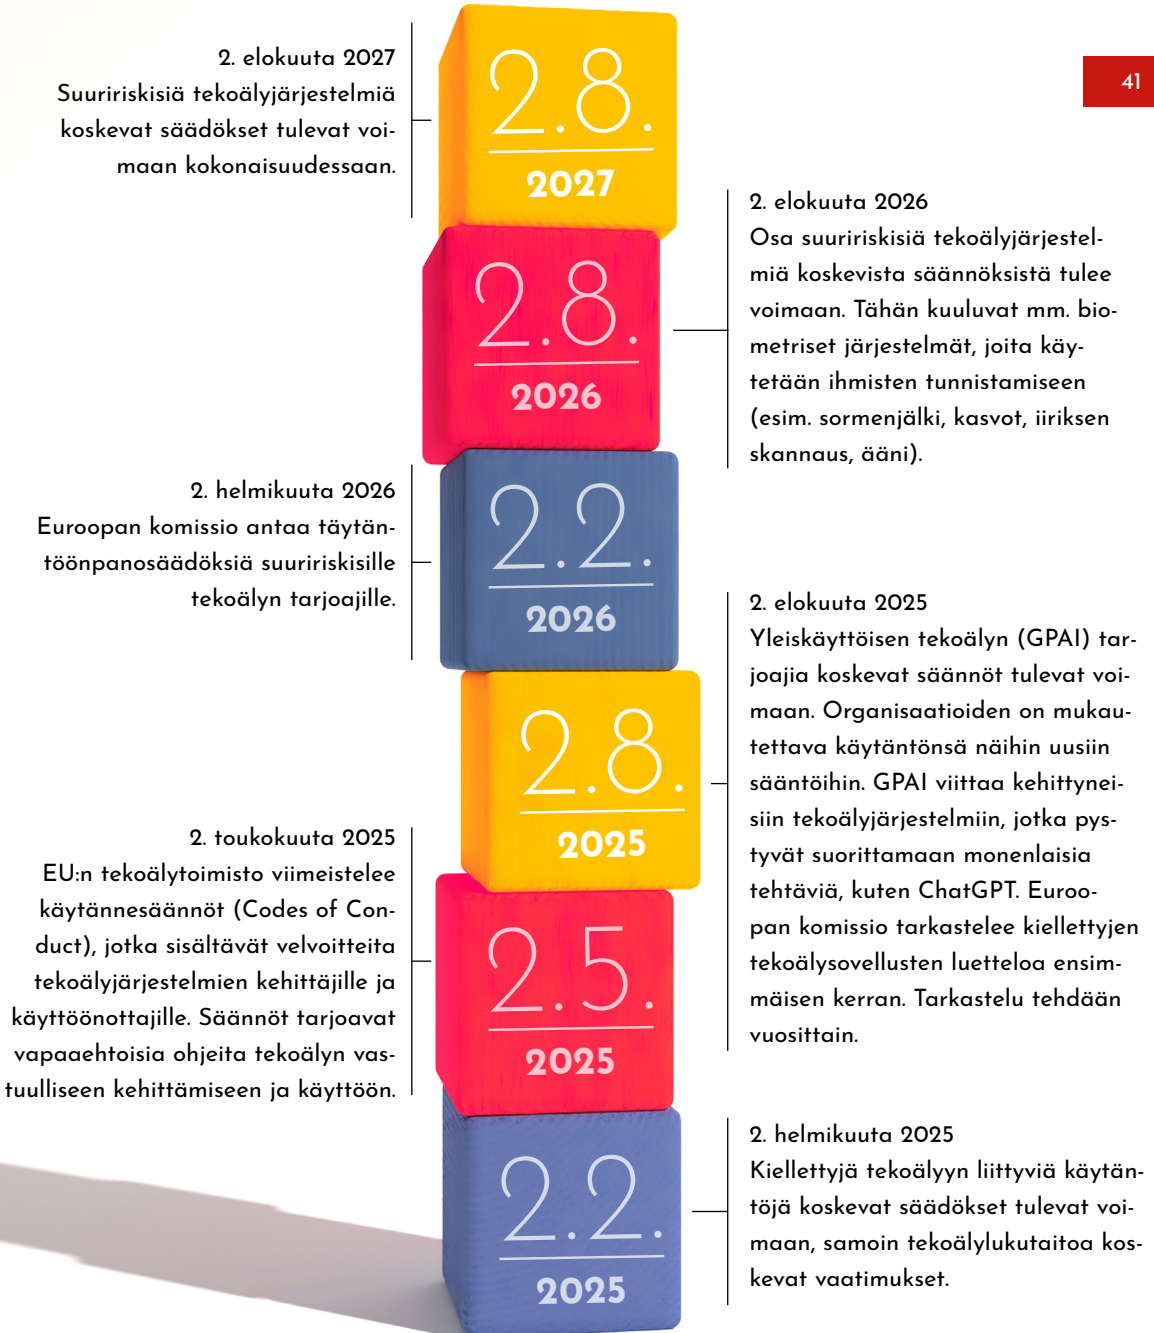 41
2. elokuuta 2027
Suuririskisiä tekoälyjärjestelmiä
koskevat säädökset tulevat voi-
maan kokonaisuudessaan.
2.8.
2027
2. elokuuta 2026
Osa suuririskisiä tekoälyjärjestel-
miä koskevista säännöksistä tulee
voimaan. Tähän kuuluvat mm. bio-
metriset järjestelmät, joita käy-
tetään ihmisten tunnistamiseen
(esim. sormenjälki, kasvot, iiriksen
skannaus, ääni).
2.8.
2026
2. helmikuuta 2026
Euroopan komissio antaa täytän-
töönpanosäädöksiä suuririskisille
tekoälyn tarjoajille.
2.2.
2026
2. elokuuta 2025
Yleiskäyttöisen tekoälyn (GPAI) tar-
joajia koskevat säännöt tulevat voi-
maan. Organisaatioiden on mukau-
tettava käytäntönsä näihin uusiin
sääntöihin. GPAI viittaa kehittynei-
siin tekoälyjärjestelmiin, jotka pys-
tyvät suorittamaan monenlaisia
tehtäviä, kuten ChatGPT. Euroo-
pan komissio tarkastelee kiellettyjen
tekoälysovellusten luetteloa ensim-
mäisen kerran. Tarkastelu tehdään
vuosittain.
2.8.
2025
2. toukokuuta 2025
EU:n tekoälytoimisto viimeistelee
käytännesäännöt (Codes of Con-
duct), jotka sisältävät velvoitteita
tekoälyjärjestelmien kehittäjille ja
käyttöönottajille. Säännöt tarjoavat
vapaaehtoisia ohjeita tekoälyn vas-
tuulliseen kehittämiseen ja käyttöön.
2.5.
2025
2. helmikuuta 2025
Kiellettyjä tekoälyyn liittyviä käytän-
töjä koskevat säädökset tulevat voi-
maan, samoin tekoälylukutaitoa kos-
kevat vaatimukset.
2.2.
2025